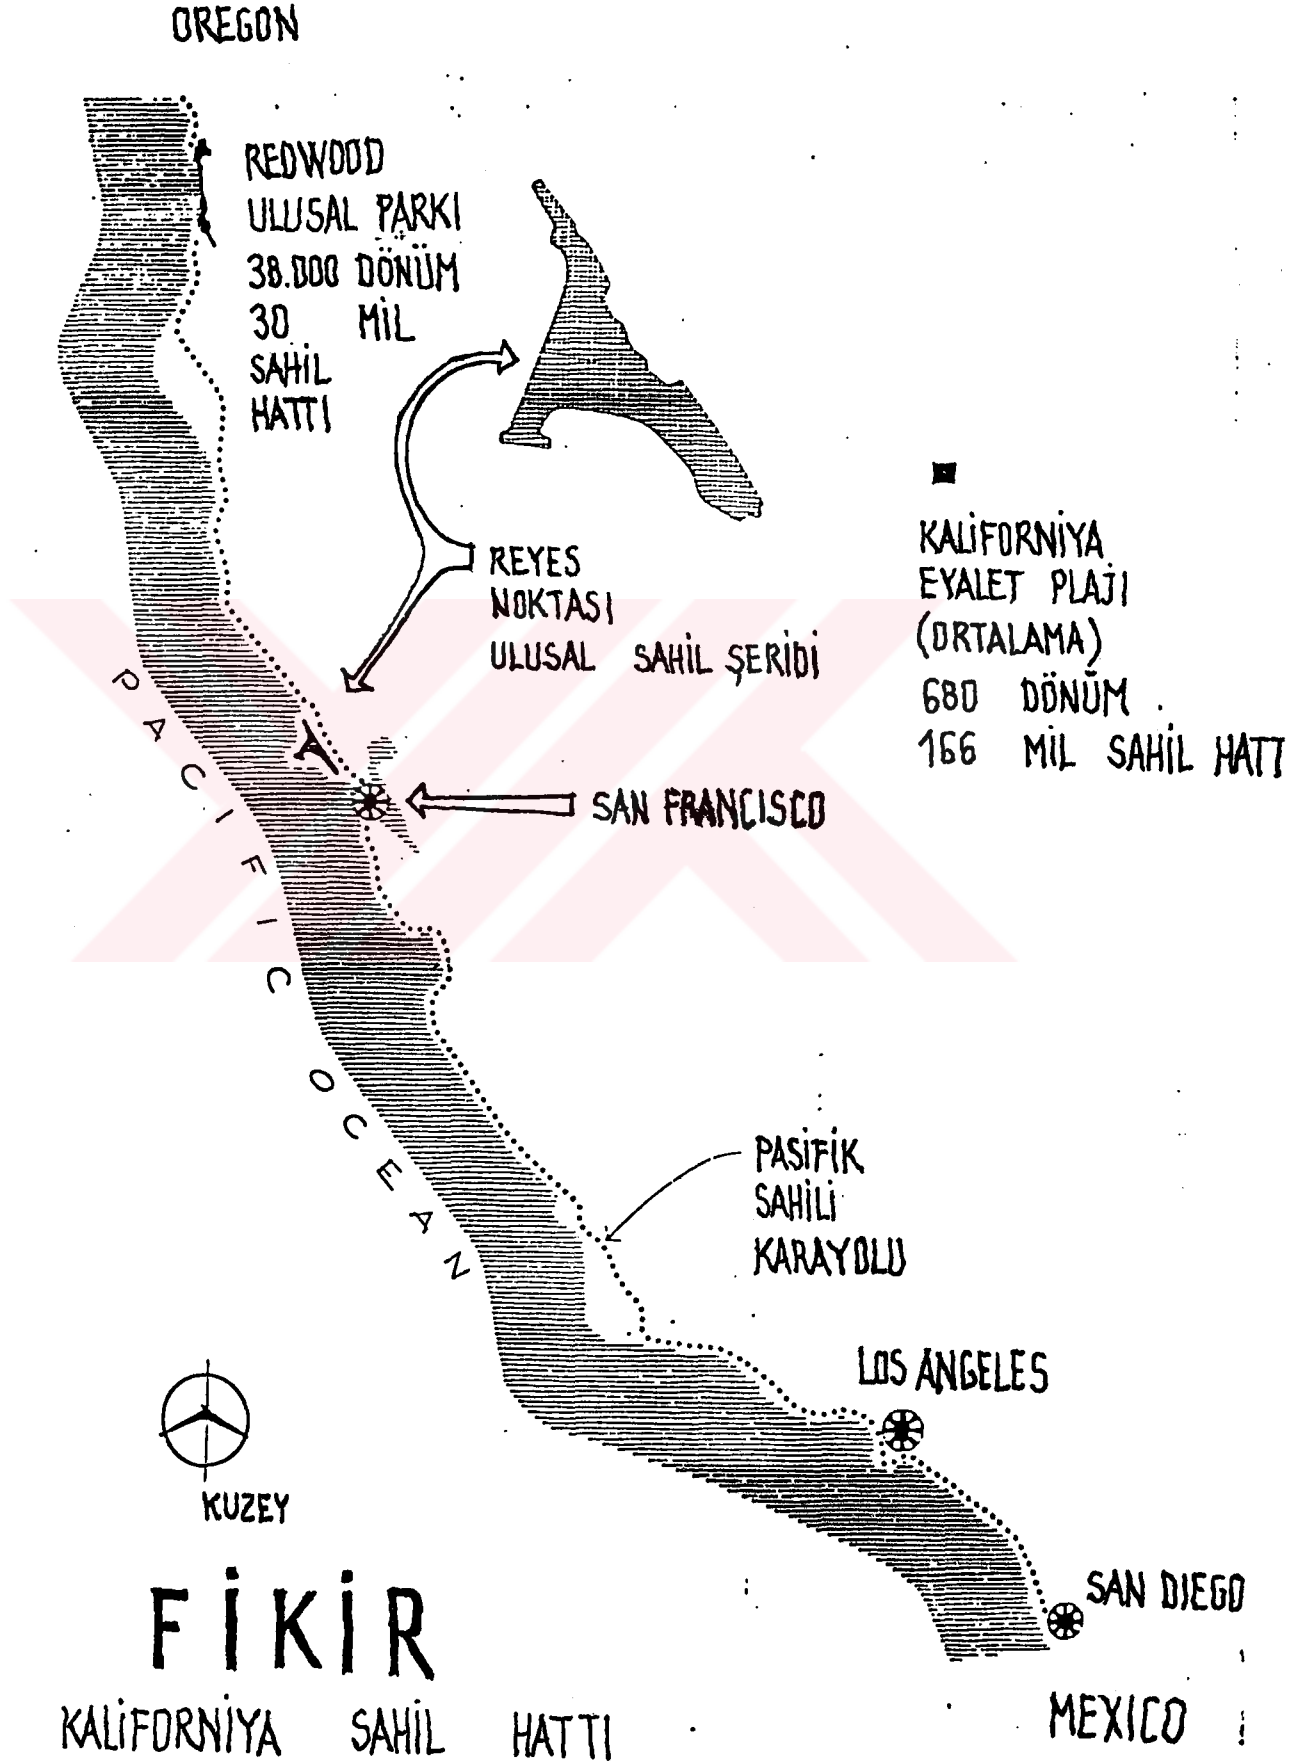 OREGON
REDWOOD
ULUSAL PARKI
38.000 DÖNÜM
30 MİL
SAHİL
HATTI
REYES
NOKTASI
ULUSAL SAHİL ŞERİDİ
KALİFORNİYA
EYALET PLAJI
(ORTALAMA)
680 DÖNÜM
166 MİL SAHİL HATT
SAN FRANCISCO
PACIFIC OCEAN
PASİFİK
SAHİLİ
KARAYOLU
LOS ANGELES
KUZEY
SAN DIEGO
FİKİR
MEXICO
KALİFORNİYA SAHİL HATTI